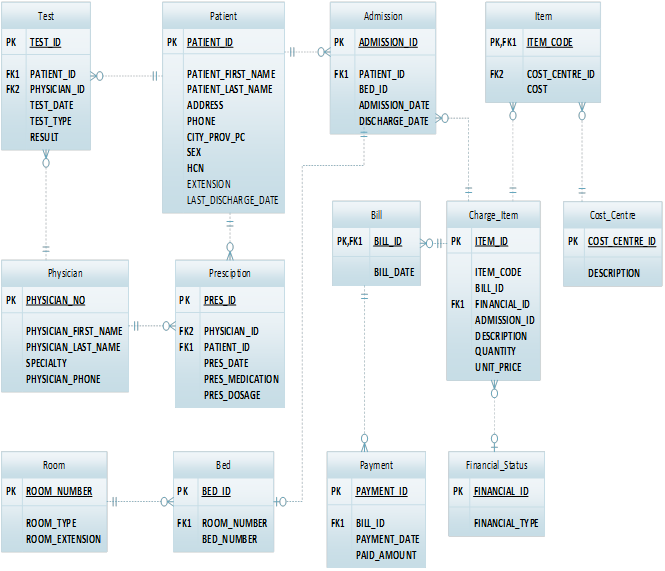 Test
PK TEST_ID
FK1 PATIENT_ID
FK2 PHYSICIAN_ID
TEST_DATE
TEST_TYPE
RESULT
Patient
PK PATIENT_ID
PATIENT_FIRST_NAME
PATIENT_LAST_NAME
ADDRESS
PHONE
CITY_PROV_PC
SEX
HCN
EXTENSION
LAST_DISCHARGE_DATE
Admission
PK ADMISSION_ID
FK1 PATIENT_ID
BED_ID
ADMISSION_DATE
DISCHARGE_DATE
Item
PK,FK1 ITEM_CODE
FK2 COST_CENTRE_ID
COST
Physician
PK PHYSICIAN_NO
PHYSICIAN_FIRST_NAME
PHYSICIAN_LAST_NAME
SPECIALTY
PHYSICIAN_PHONE
Presciption
PK PRES_ID
FK2 PHYSICIAN_ID
FK1 PATIENT_ID
PRES_DATE
PRES_MEDICATION
PRES_DOSAGE
Bill
PK,FK1 BILL_ID
BILL_DATE
Charge_Item
PK ITEM_ID
ITEM_CODE
BILL_ID
FK1 FINANCIAL_ID
ADMISSION_ID
DESCRIPTION
QUANTITY
UNIT_PRICE
Cost_Centre
PK COST_CENTRE_ID
DESCRIPTION
Room
PK ROOM_NUMBER
ROOM_TYPE
ROOM_EXTENSION
Bed
PK BED_ID
FK1 ROOM_NUMBER
BED_NUMBER
Payment
PK PAYMENT_ID
FK1 BILL_ID
PAYMENT_DATE
PAID_AMOUNT
Financial_Status
PK FINANCIAL_ID
FINANCIAL_TYPE